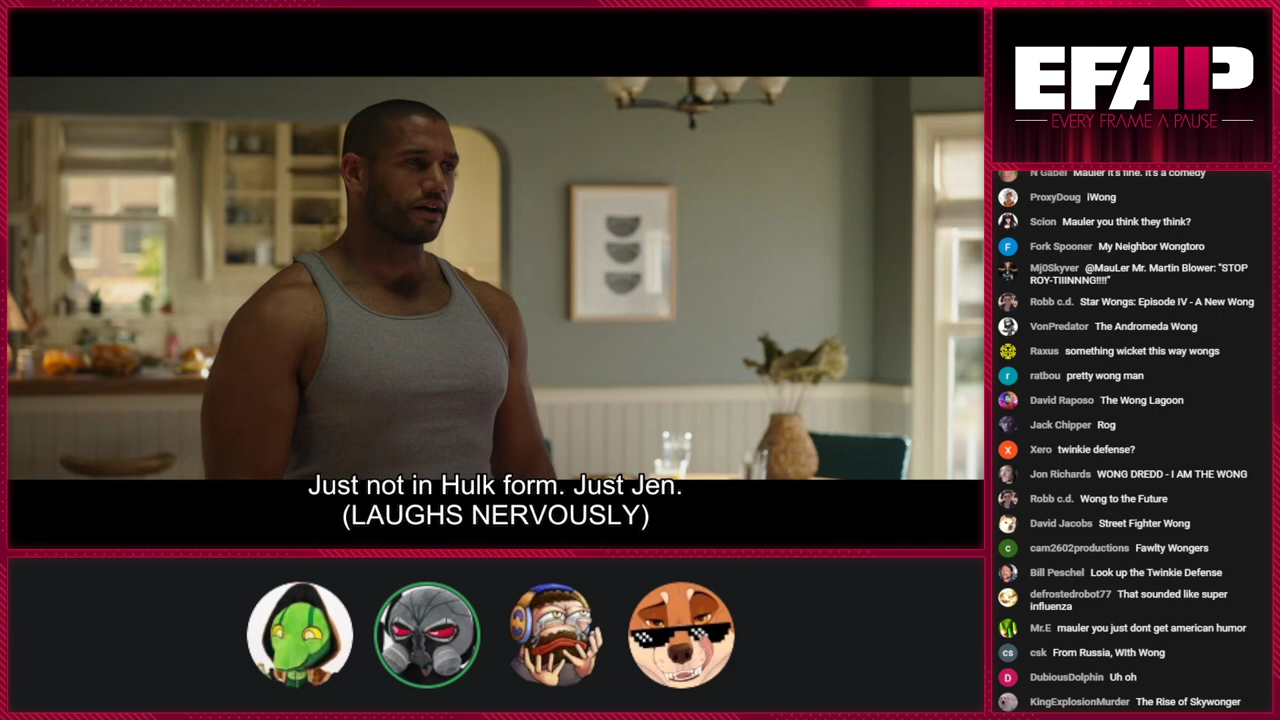 Just not in Hulk form. Just Jen.
(LAUGHS NERVOUSLY)
EFAP
EVERY FRAME A PAUSE
N Gabel Mauler it's fine. It's a comedy
ProxyDoug iWong
Scion Mauler you think they think?
F
Fork Spooner My Neighbor Wongtoro
Mj0Skyver @MauLer Mr. Martin Blower: "STOP
ROY-TIIINNNG!!!!"
Robb c.d. Star Wongs: Episode IV - A New Wong
VonPredator The Andromeda Wong
Raxus something wicket this way wongs
r
ratbou pretty wong man
David Raposo The Wong Lagoon
Jack Chipper Rog
X
Xero twinkie defense?
Jon Richards WONG DREDD - I AM THE WONG
Robb c.d. Wong to the Future
David Jacobs Street Fighter Wong
c
cam2602productions Fawlty Wongers
Bill Peschel Look up the Twinkie Defense
defrostedrobot77 That sounded like super
influenza
Mr.E mauler you just dont get american humor
cs
csk From Russia, With Wong
D
DubiousDolphin Uh oh
KingExplosionMurder The Rise of Skywonger